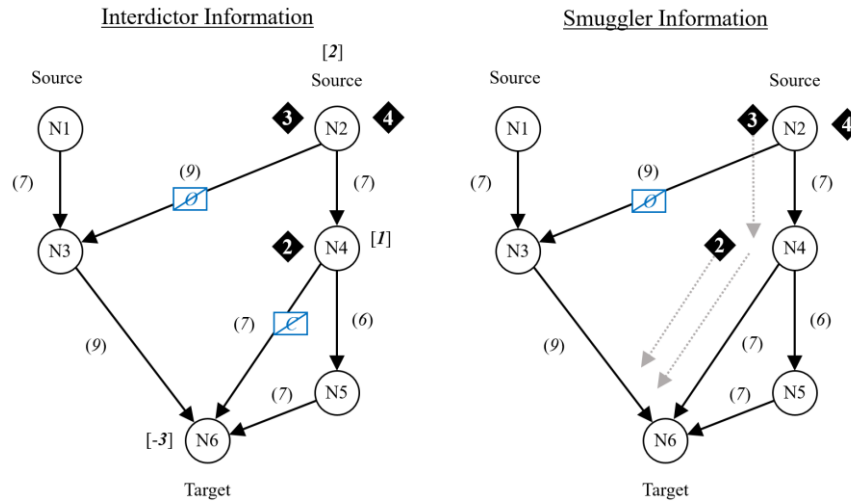 Interdictor Information
[2]
Source Source
3 4
N1 N2
(7) (9) (7)
O
N3 2 N4 [1]
(7) C (6)
(9)
N5
(7)
[-3] N6
Target
Smuggler Information
Source Source
3 4
N1 N2
(7) (9) (7)
O
N3 2 N4
(6)
(9) (7)
(7) N5
N6
Target